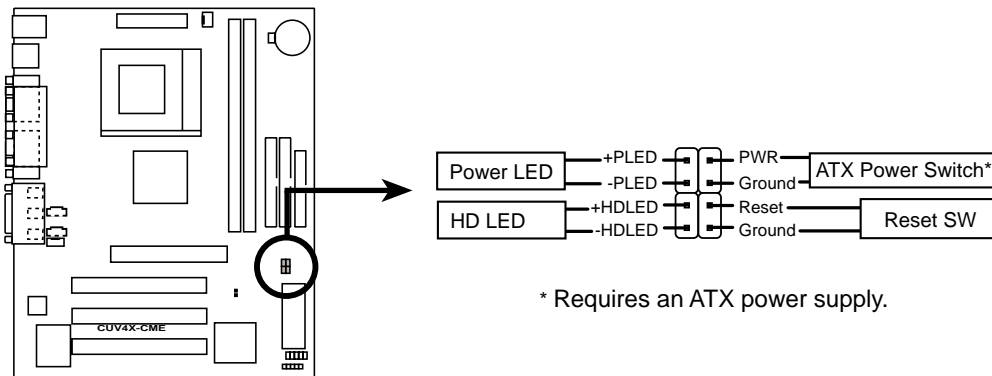 Power LED
HD LED
+PLED
-PLED
+HDLED
-HDLED
PWR
Ground
Reset
Ground
ATX Power Switch*
Reset SW
* Requires an ATX power supply.
CUV4X-CME